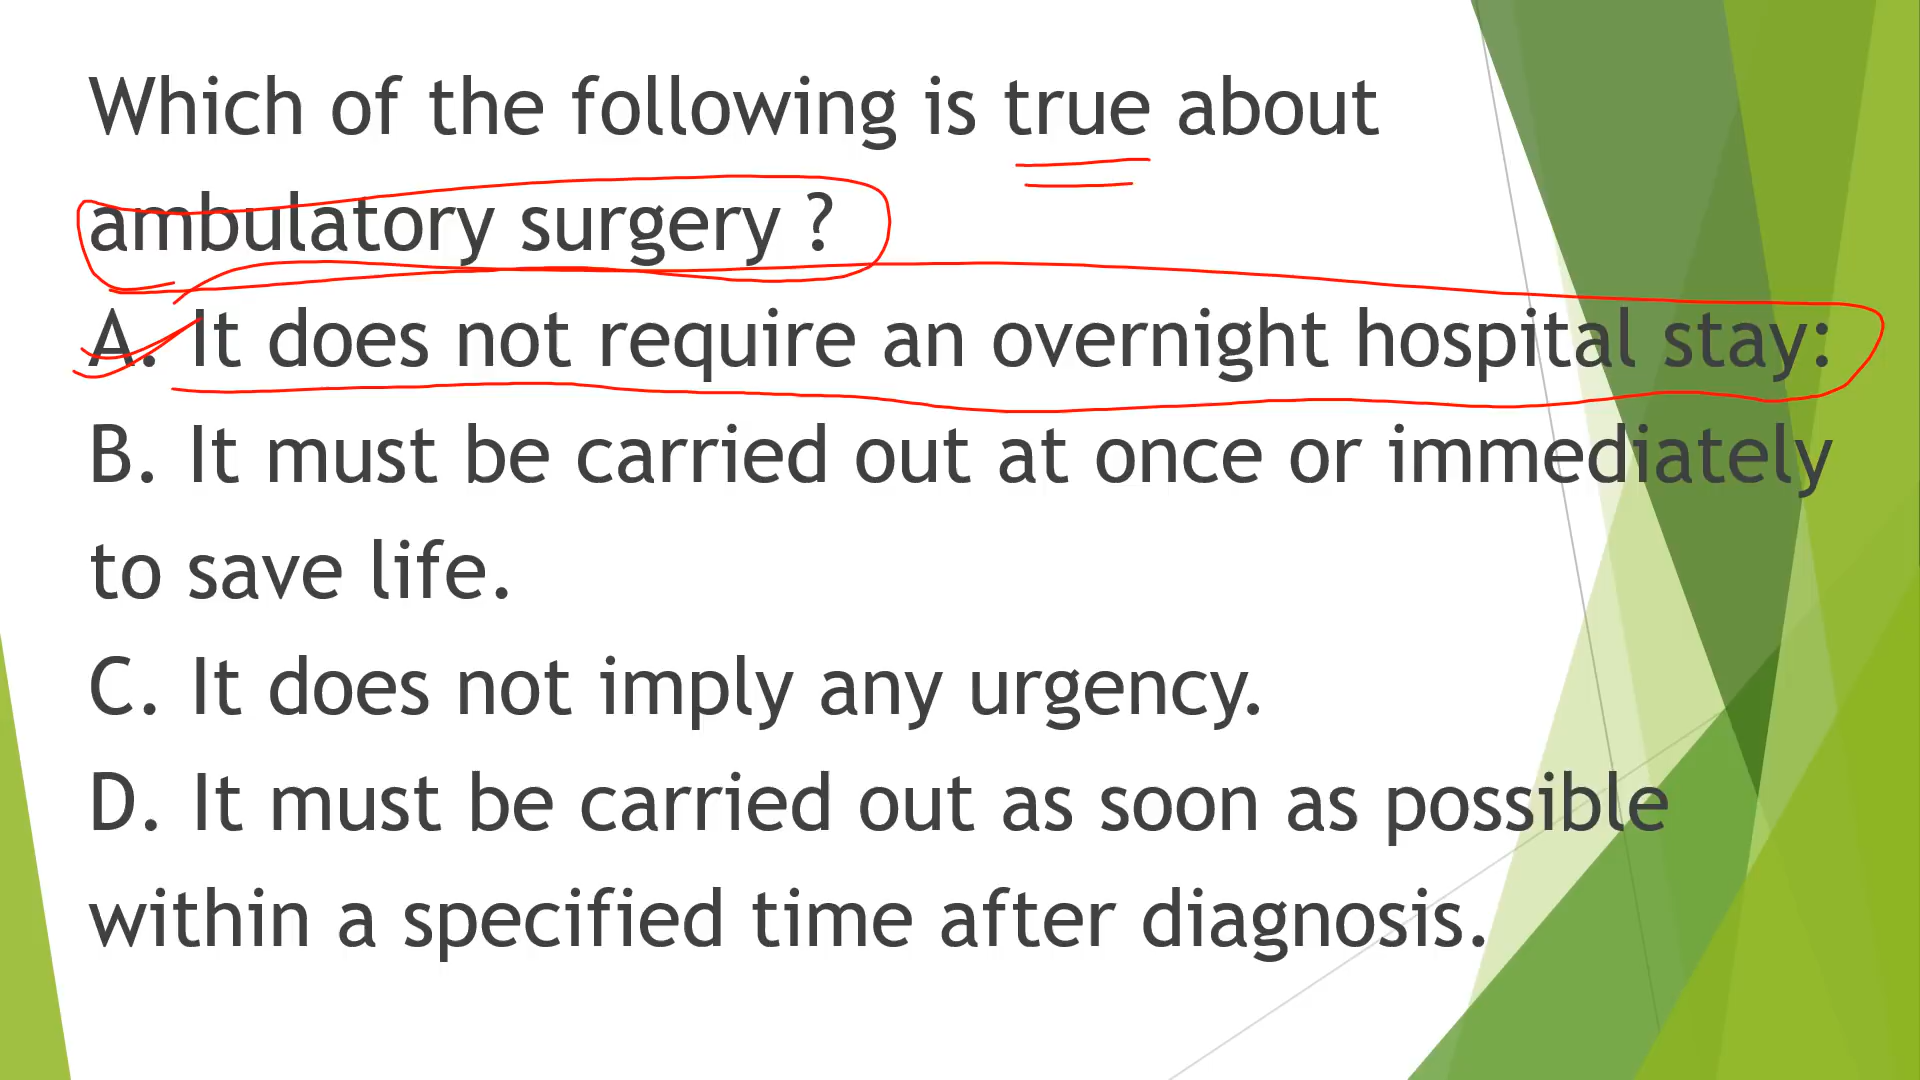 Which of the following is true about
ambulatory surgery ?
A. It does not require an overnight hospital stay:
B. It must be carried out at once or immediately
to save life.
C. It does not imply any urgency.
D. It must be carried out as soon as possible
within a specified time after diagnosis.